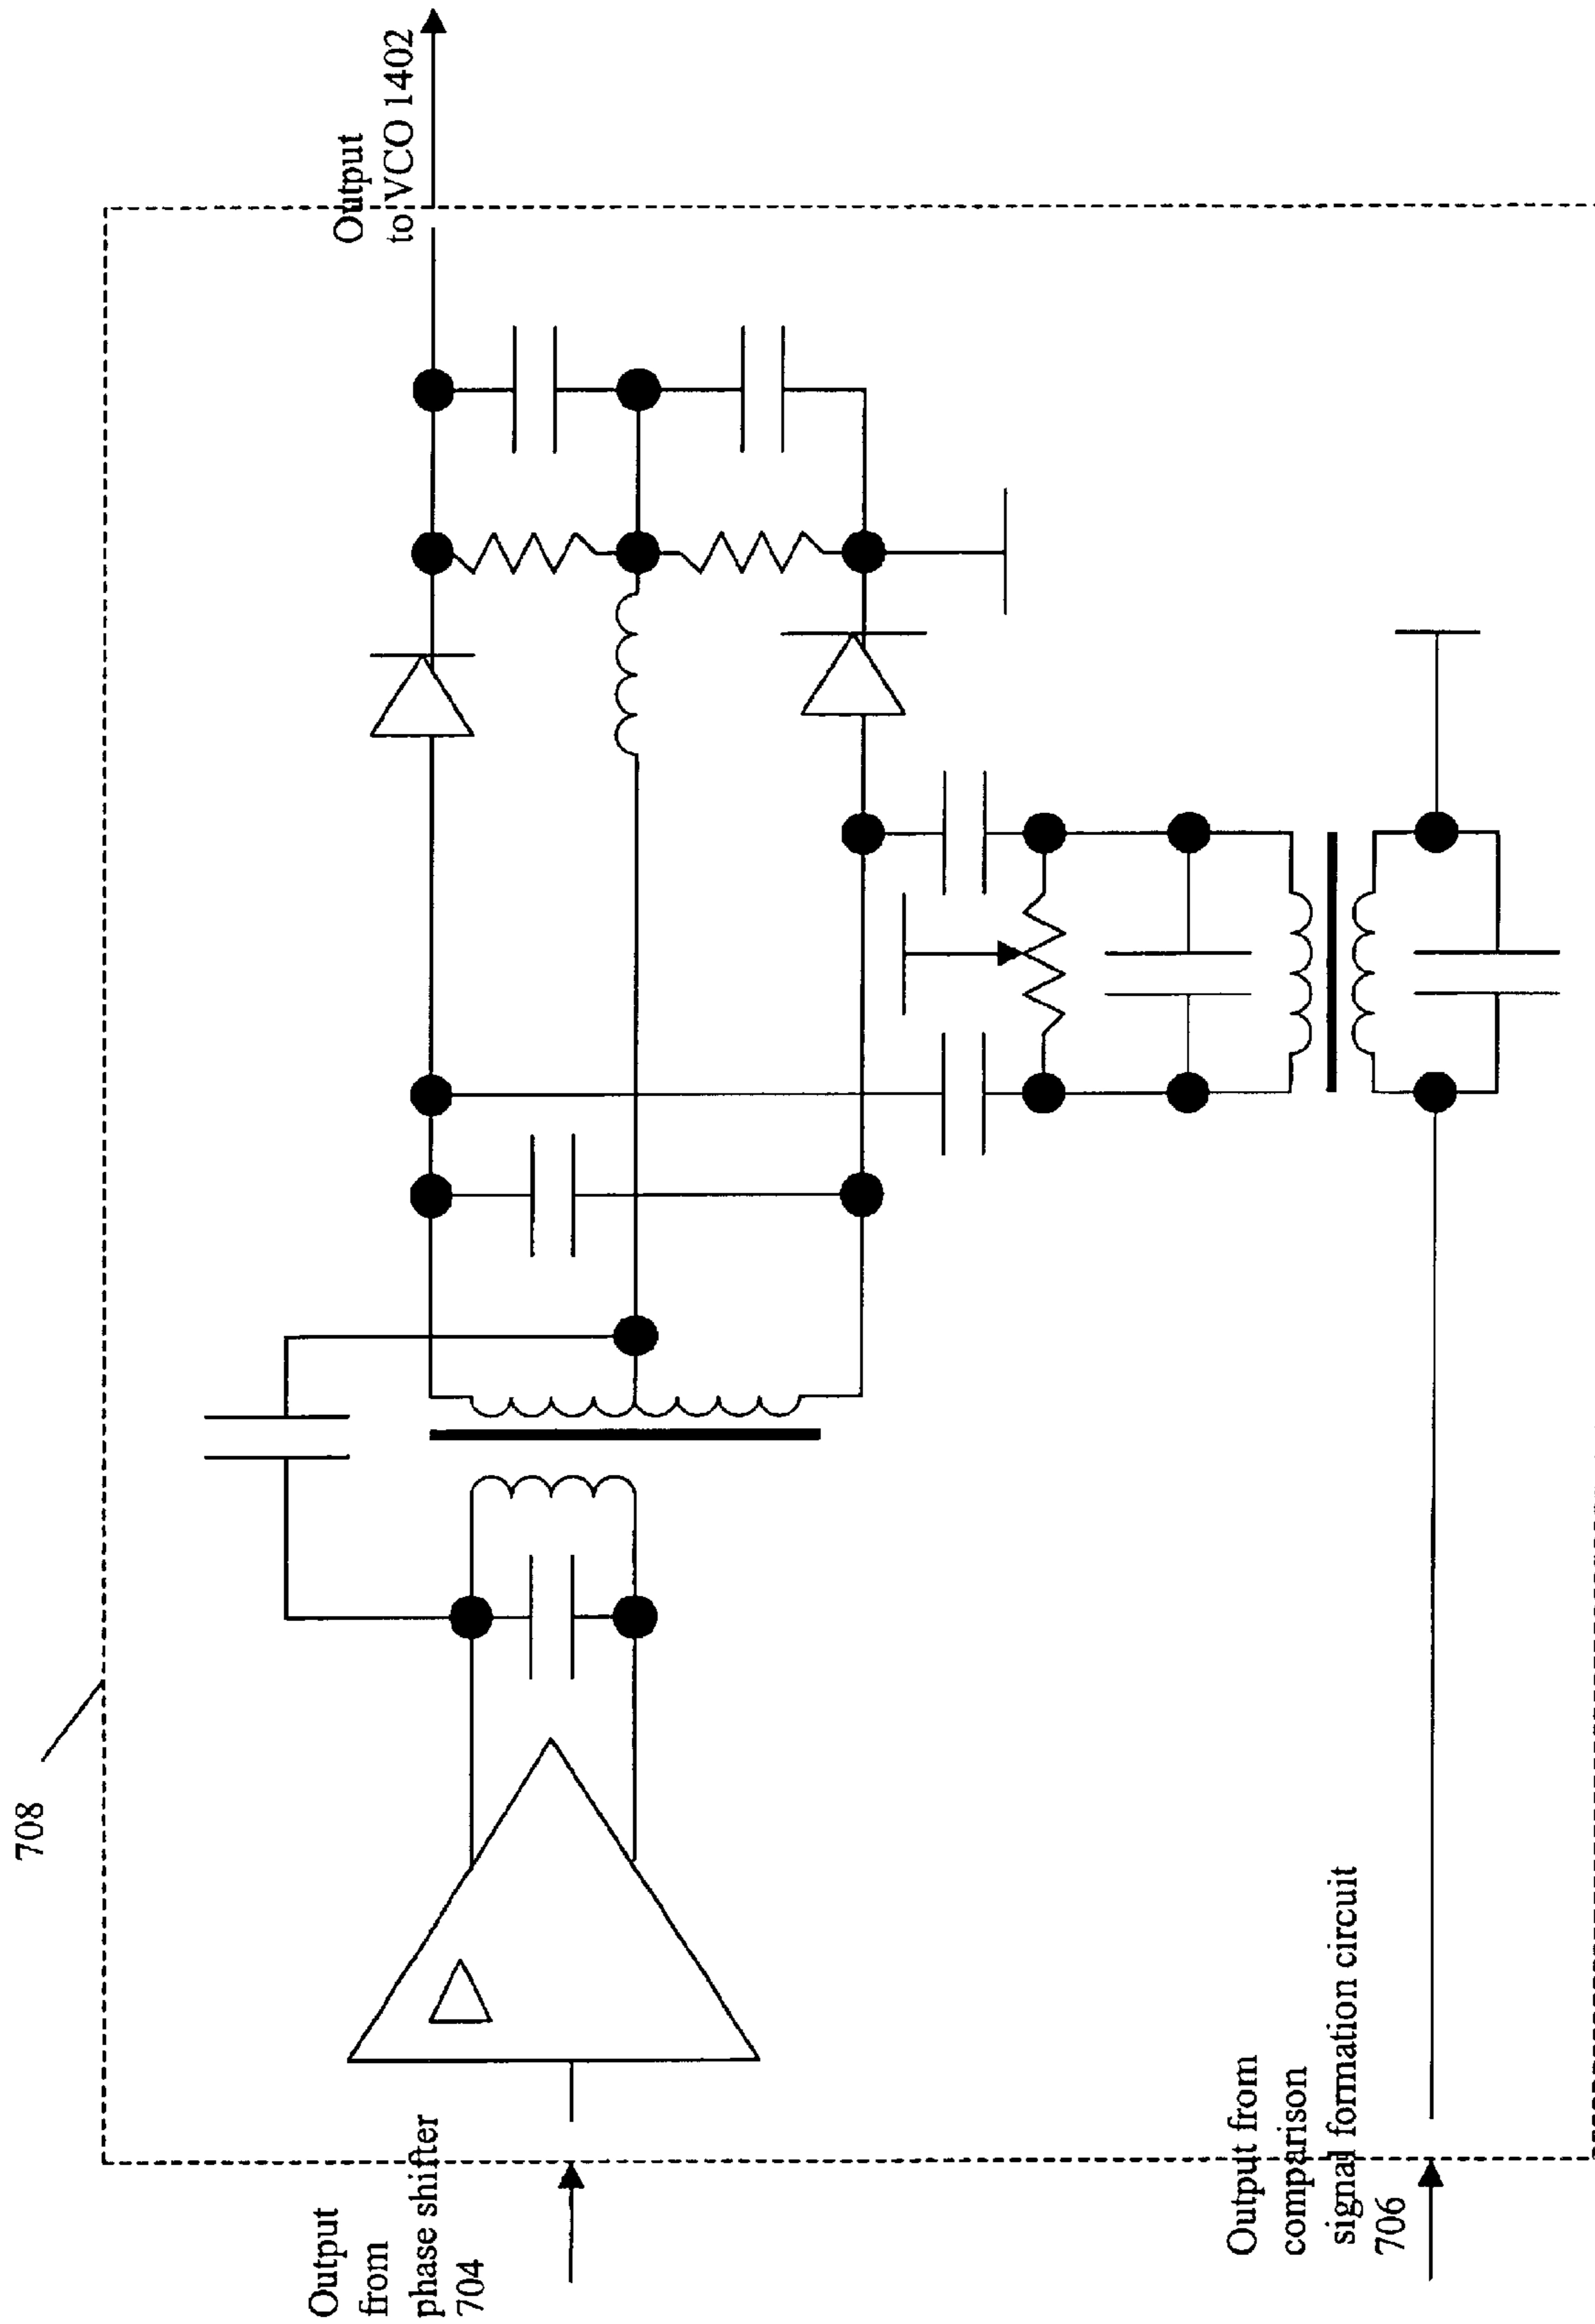 708
Output
to VCO 1402
Output
from
phase shifter
704
Output from
comparison
signal formation circuit
706